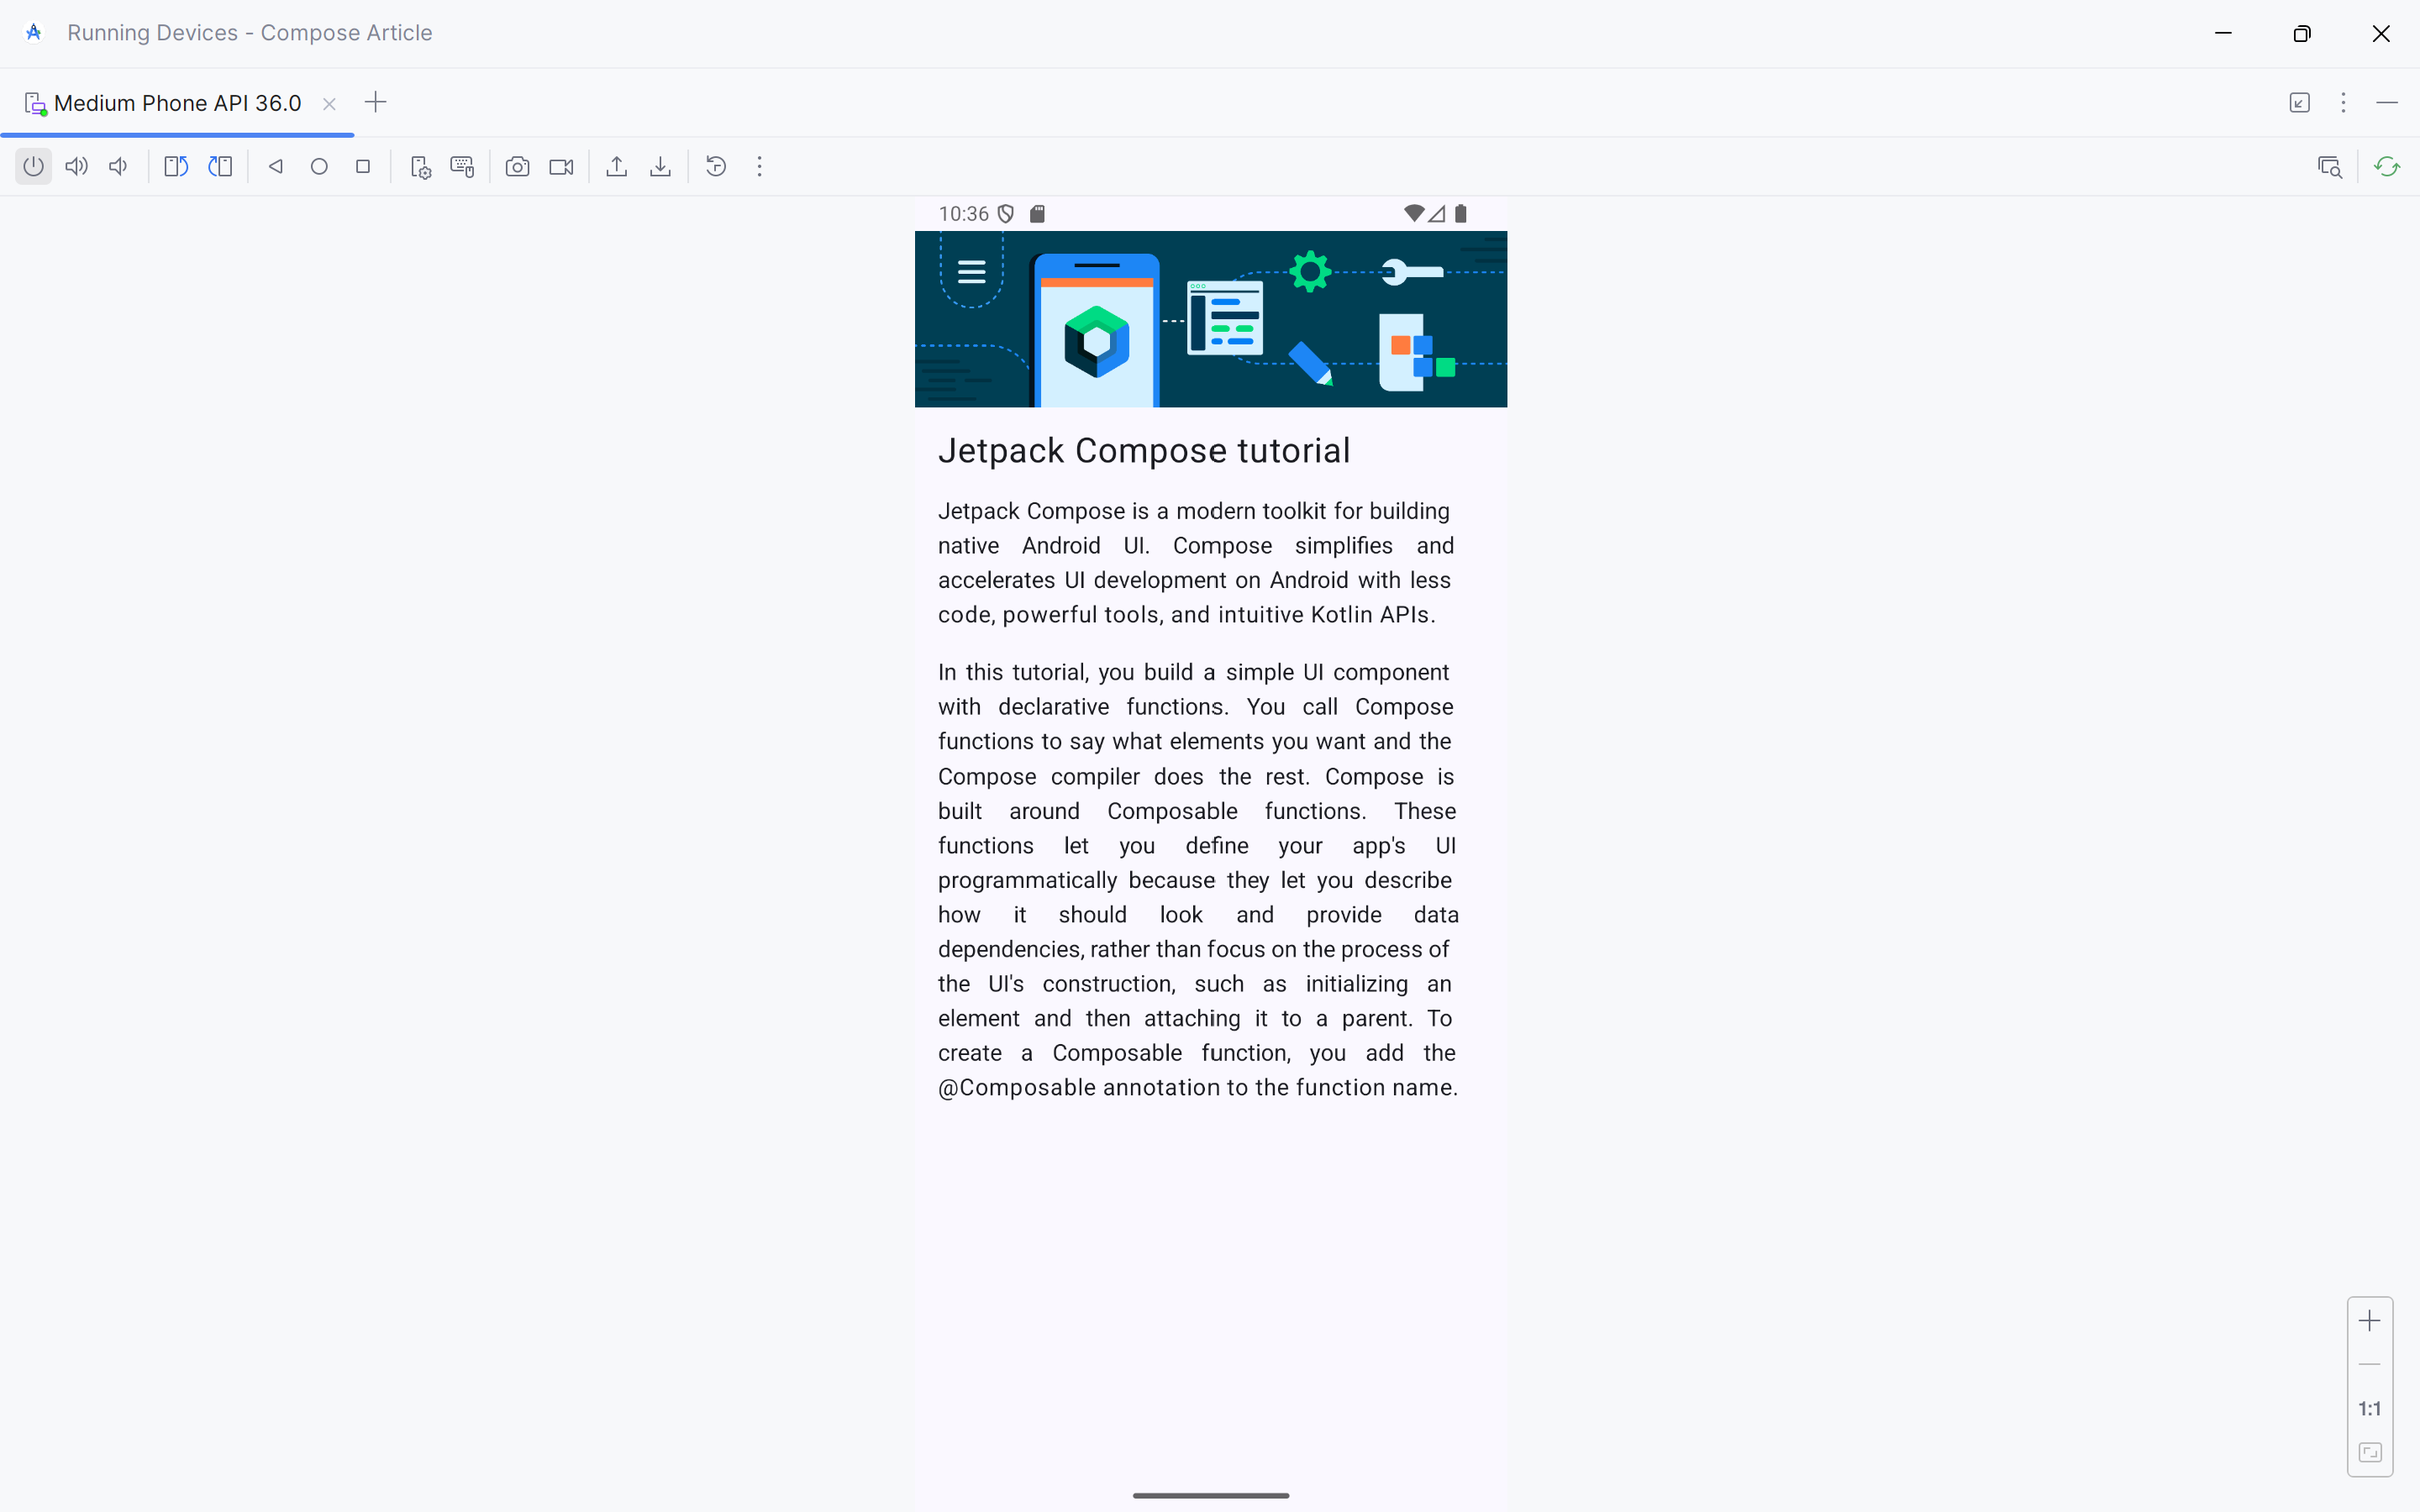 Running Devices - Compose Article
Medium Phone API 36.0
10:36
Jetpack Compose tutorial
Jetpack Compose is a modern toolkit for building
native Android UI. Compose simplifies and
accelerates UI development on Android with less
code, powerful tools, and intuitive Kotlin APIs.
In this tutorial, you build a simple UI component
with declarative functions. You call Compose
functions to say what elements you want and the
Compose compiler does the rest. Compose is
built around Composable functions. These
functions let you define your app's UI
programmatically because they let you describe
how it should look and provide data
dependencies, rather than focus on the process of
the UI's construction, such as initializing an
element and then attaching it to a parent. To
create a Composable function, you add the
@Composable annotation to the function name.
1:1